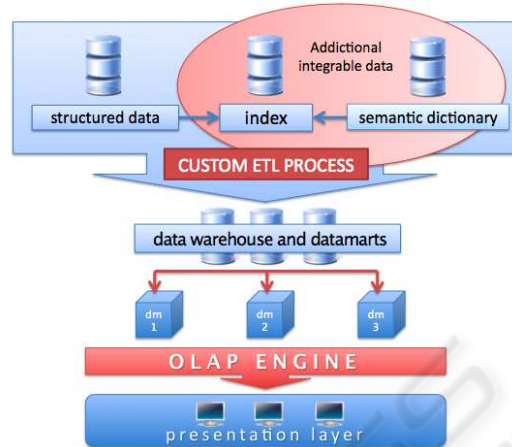 Addictional
integrable data
structured data
index
semantic dictionary
CUSTOM ETL PROCESS
data warehouse and datamarts
dm
1
dm
2
dm
3
OLAP ENGINE
presentation layer